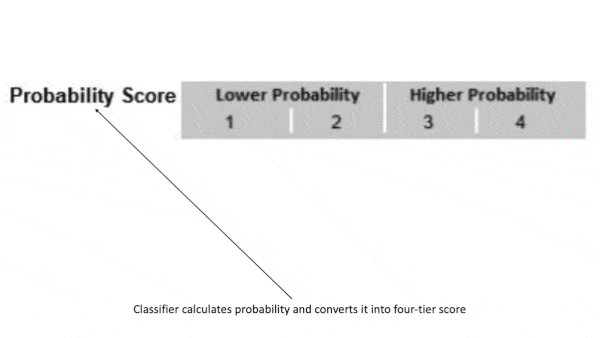 Probability Score
Lower Probability Higher Probability
1 2 3 4
Classifier calculates probability and converts it into four-tier score